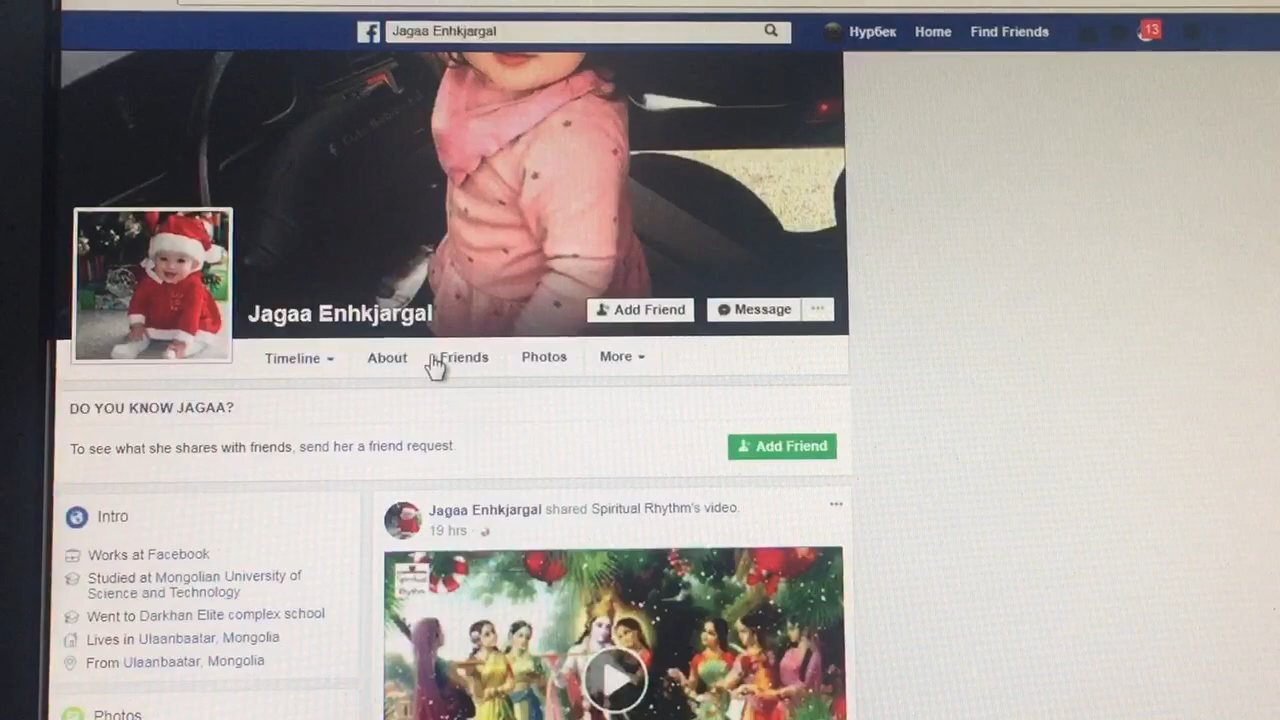 Jagaa Enhkjargal
Нурбек Home Find Friends 13
Jagaa Enhkjargal
Add Friend Message
Timeline About Friends Photos More
DO YOU KNOW JAGAA?
To see what she shares with friends, send her a friend request.
Add Friend
Intro
Works at Facebook
Studied at Mongolian University of
Science and Technology
Went to Darkhan Elite complex school
Lives in Ulaanbaatar, Mongolia
From Ulaanbaatar, Mongolia
Photos
Jagaa Enhkjargal shared Spiritual Rhythm's video.
19 hrs
Spiritual
Rhythm